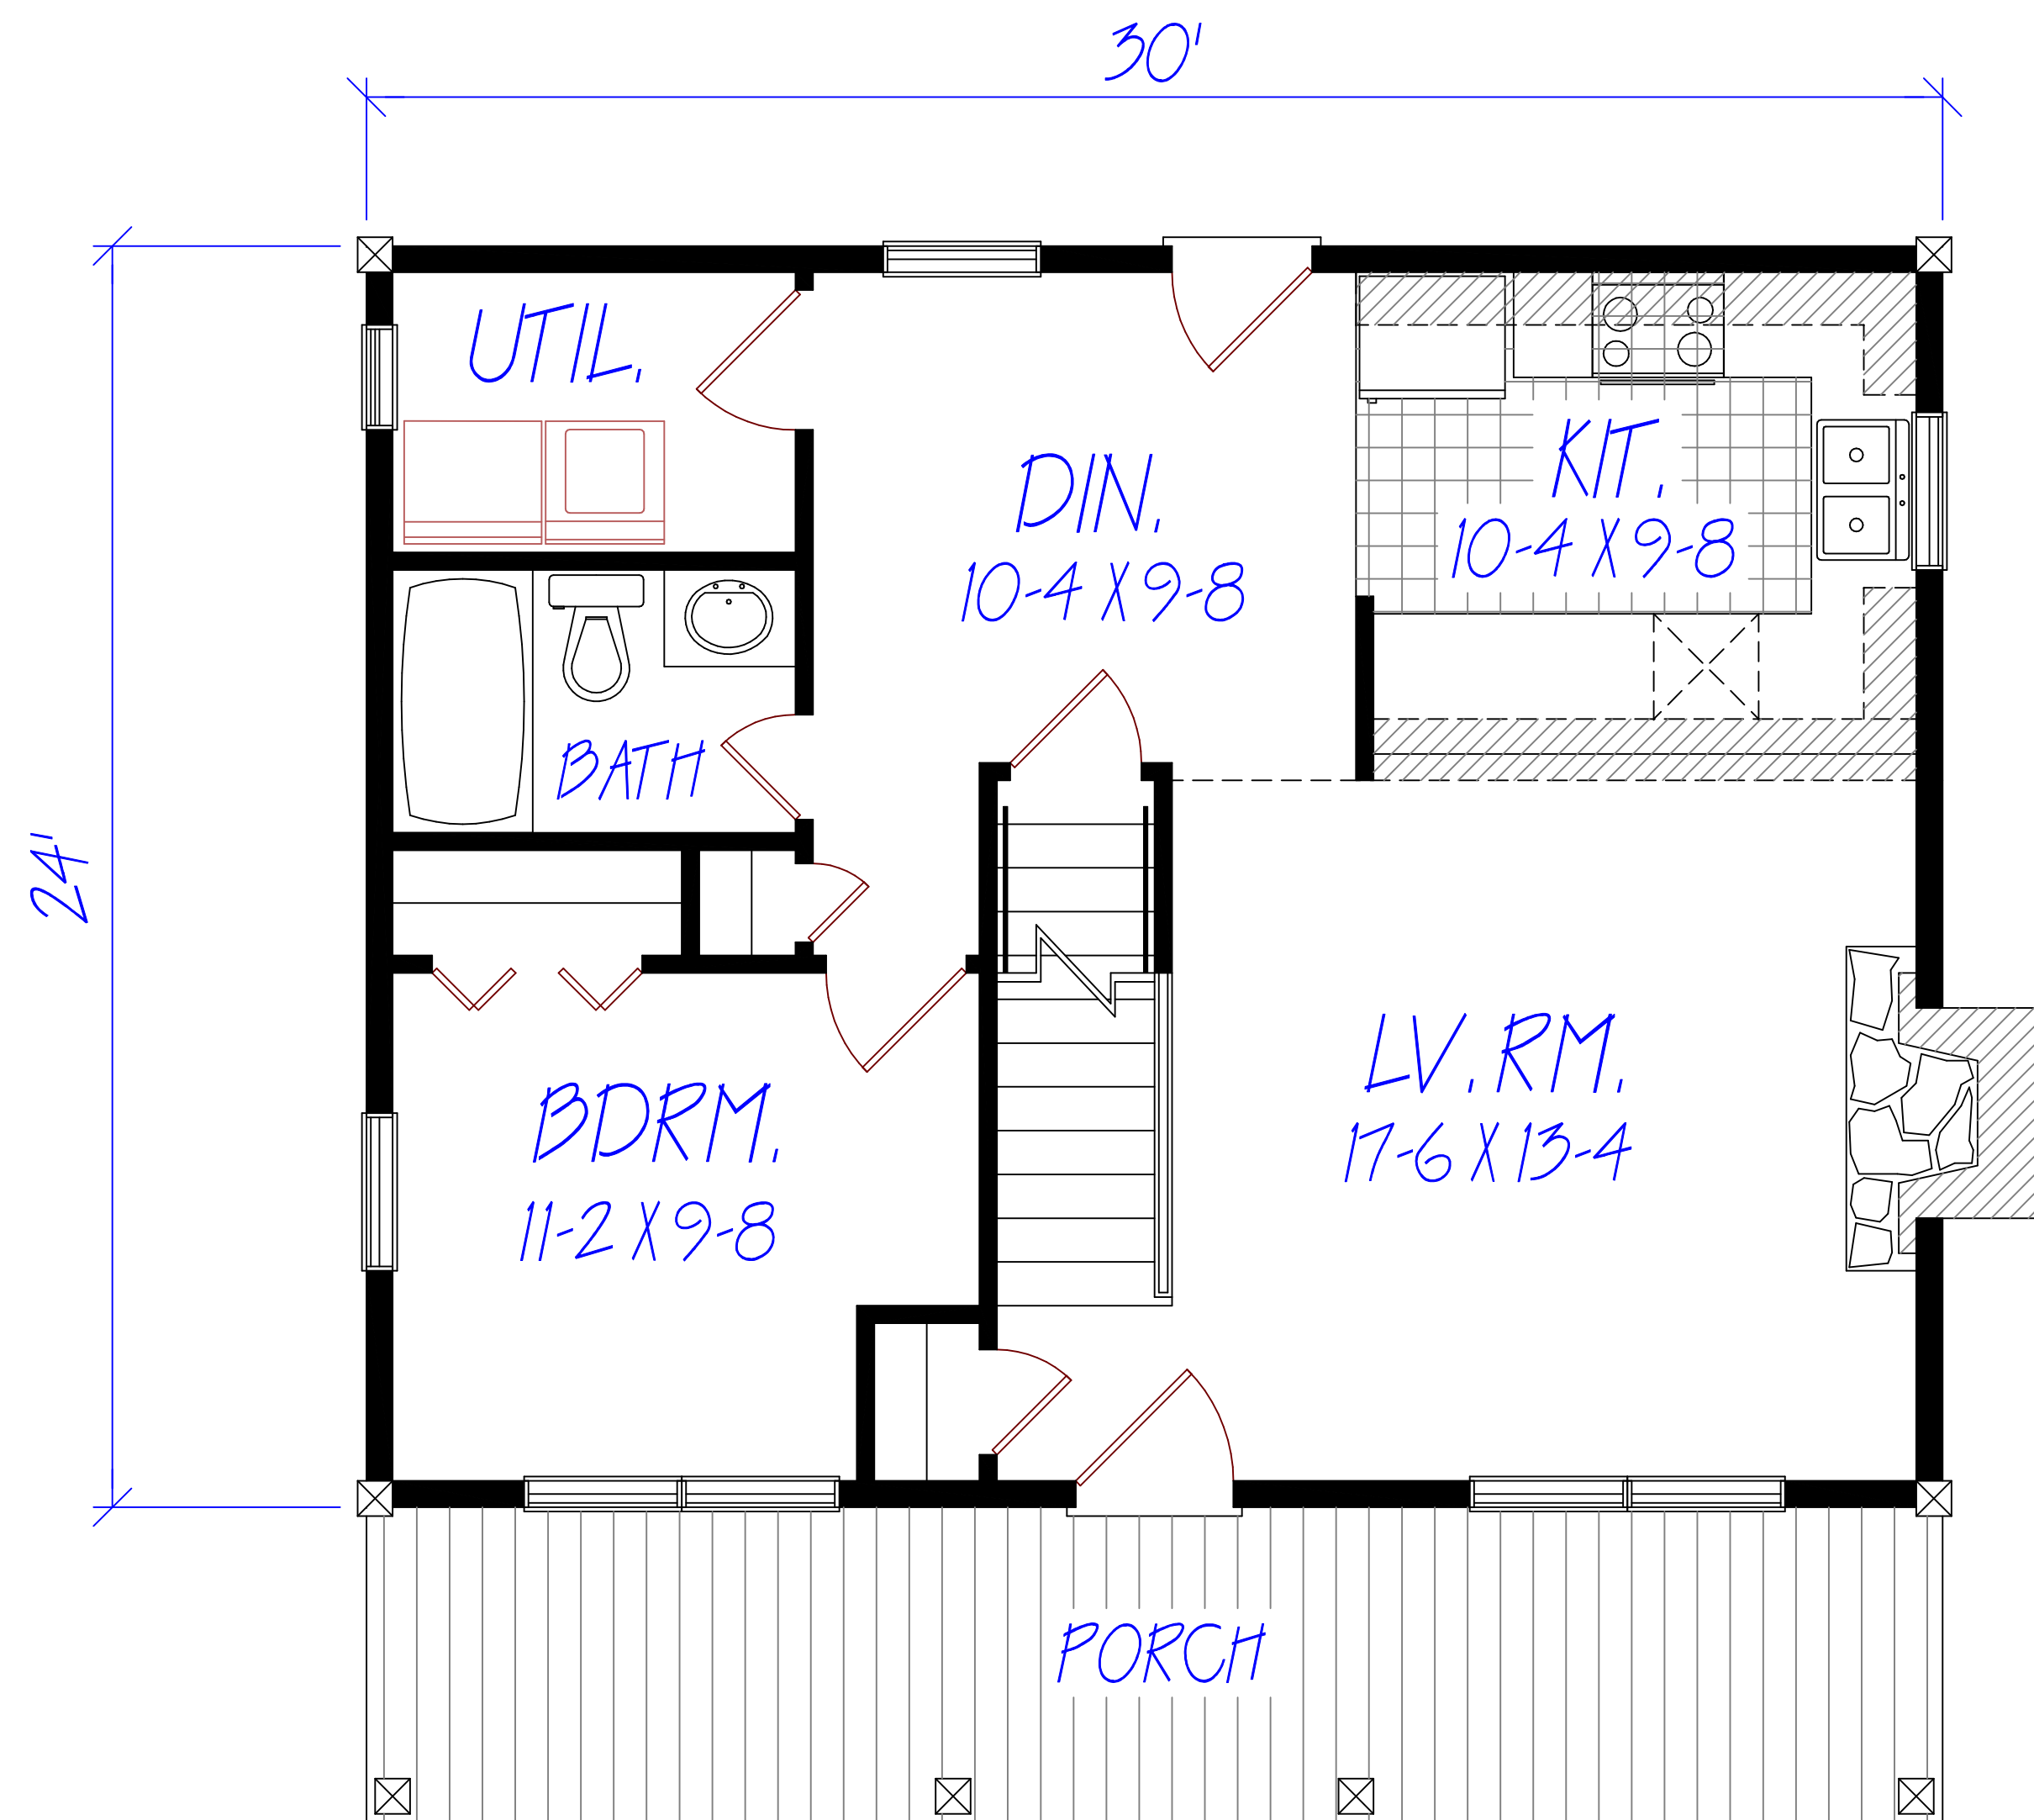 30'
UTIL.
KIT.
10-4 X 9-8
DIN.
10-4 X 9-8
BATH
24'
LV. RM.
17-6 X 13-4
BDRM.
11-2 X 9-8
PORCH